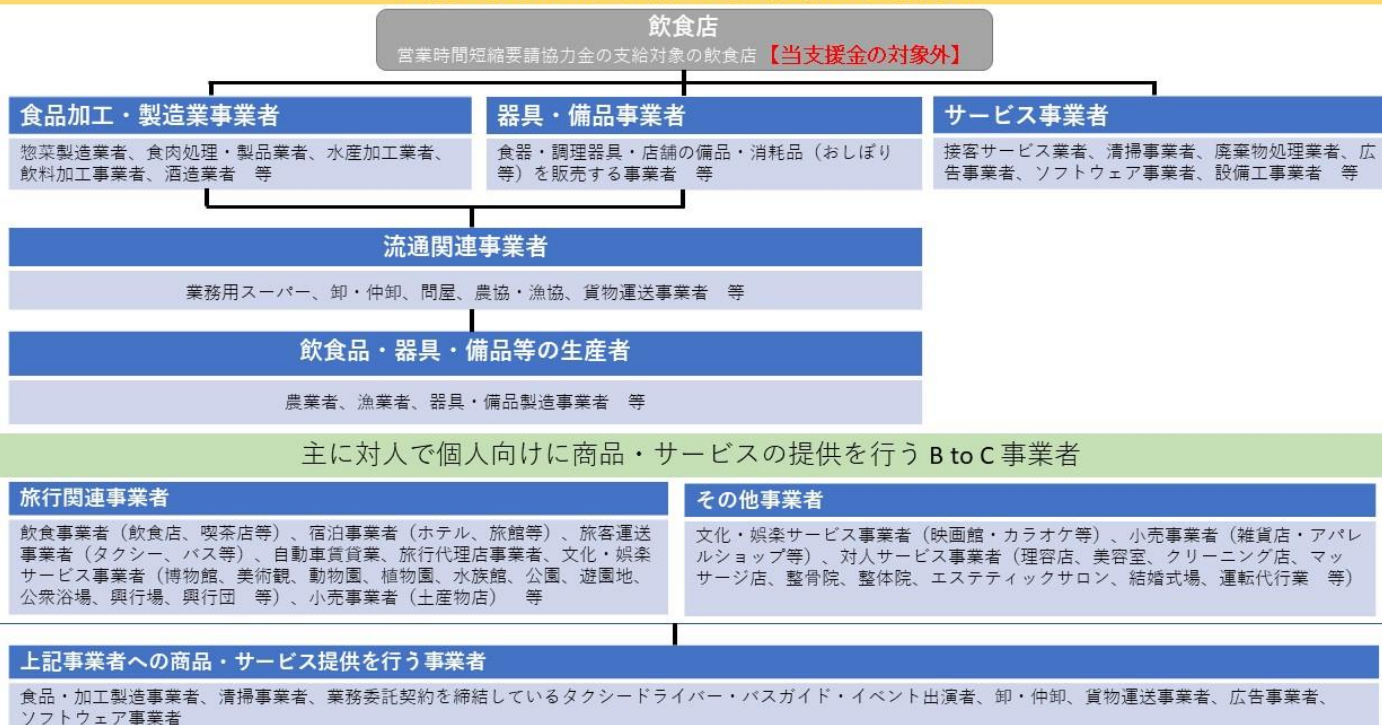 飲食店
営業時間短縮要請協力金の支給対象の飲食店【当支援金の対象外】
食品加工・製造業事業者
惣菜製造業者、食肉処理・製品業者、水産加工業者、
飲料加工事業者、酒造業者　等
器具・備品事業者
食器・調理器具・店舗の備品・消耗品（おしぼり
等）を販売する事業者　等
サービス事業者
接客サービス業者、清掃事業者、廃棄物処理業者、広
告事業者、ソフトウェア事業者、設備工事業者　等
流通関連事業者
業務用スーパー、卸・仲卸、問屋、農協・漁協、貨物運送事業者　等
飲食品・器具・備品等の生産者
農業者、漁業者、器具・備品製造事業者　等
主に対人で個人向けに商品・サービスの提供を行う B to C 事業者
旅行関連事業者
飲食事業者（飲食店、喫茶店等）、宿泊事業者（ホテル、旅館等）、旅客運送
事業者（タクシー、バス等）、自動車賃貸業、旅行代理店事業者、文化・娯楽
サービス事業者（博物館、美術観、動物園、植物園、水族館、公園、遊園地、
公衆浴場、興行場、興行団　等）、小売事業者（土産物店）　等
その他事業者
文化・娯楽サービス事業者（映画館・カラオケ等）、小売事業者（雑貨店・アパレ
ルショップ等）、対人サービス事業者（理容店、美容室、クリーニング店、マッ
サージ店、整骨院、整体院、エステティックサロン、結婚式場、運転代行業　等）
上記事業者への商品・サービス提供を行う事業者
食品・加工製造事業者、清掃事業者、業務委託契約を締結しているタクシードライバー・バスガイド・イベント出演者、卸・仲卸、貨物運送事業者、広告事業者、
ソフトウェア事業者